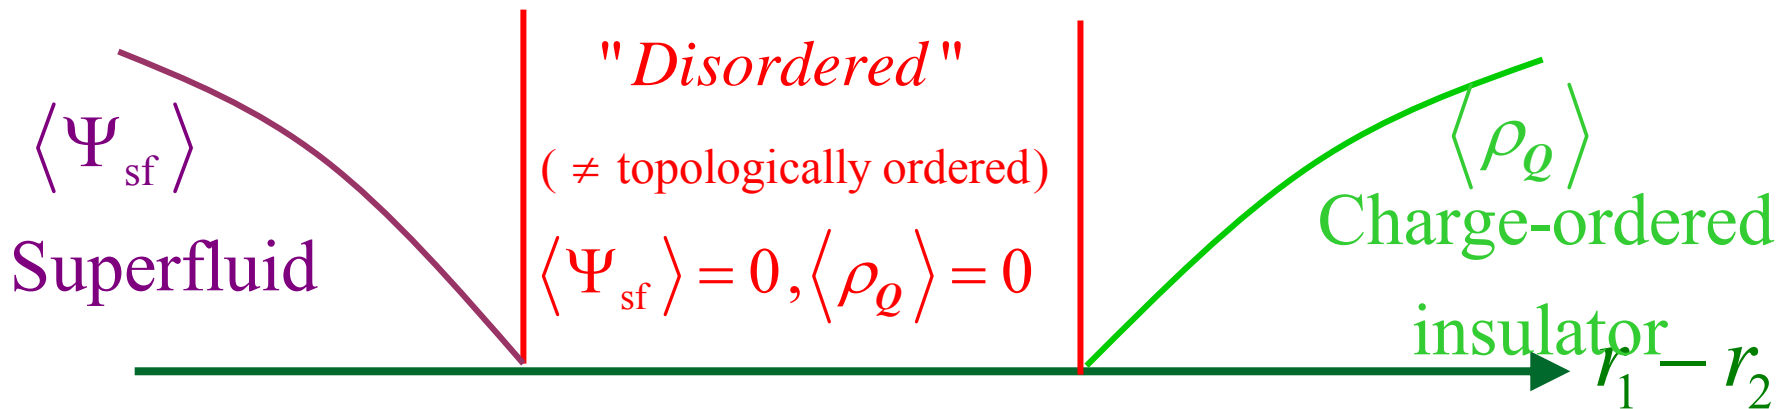 "Disordered"
( ≠ topologically ordered)
⟨Ψsf⟩ = 0, ⟨ρQ⟩ = 0
⟨Ψsf⟩
Superfluid
⟨ρQ⟩
Charge-ordered
insulator
r1 − r2